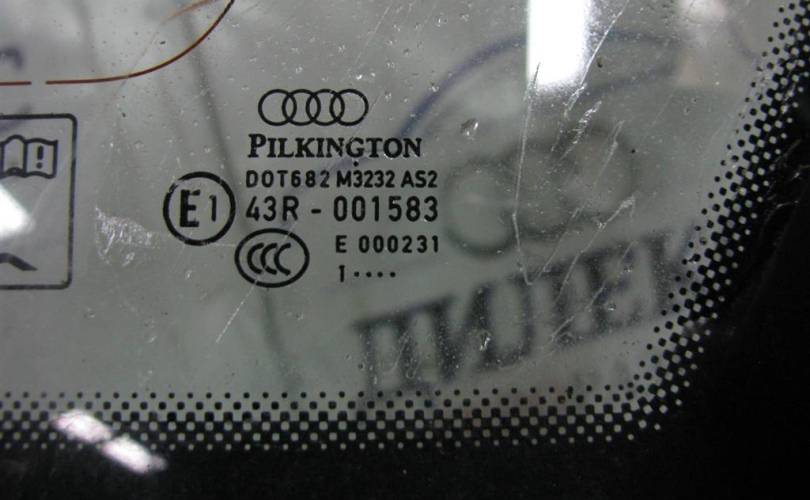 PILKINGTON
DOT682 M3232 AS2
E1 43R - 001583
CCC E 000231
1 ····